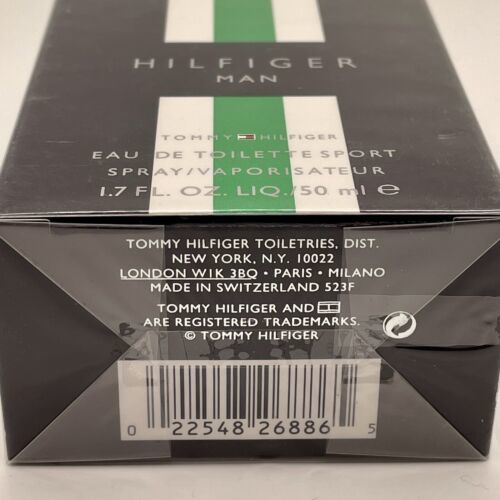 HILFIGER
MAN
TOMMY HILFIGER
EAU DE TOILETTE SPORT
SPRAY/VAPORISATEUR
1.7 FL. OZ. LIQ./50 ml ℮
TOMMY HILFIGER TOILETRIES, DIST.
NEW YORK, N.Y. 10022
LONDON W1K 3BQ • PARIS • MILANO
MADE IN SWITZERLAND 523F
TOMMY HILFIGER AND
ARE REGISTERED TRADEMARKS.
© TOMMY HILFIGER
0 22548 26886 5